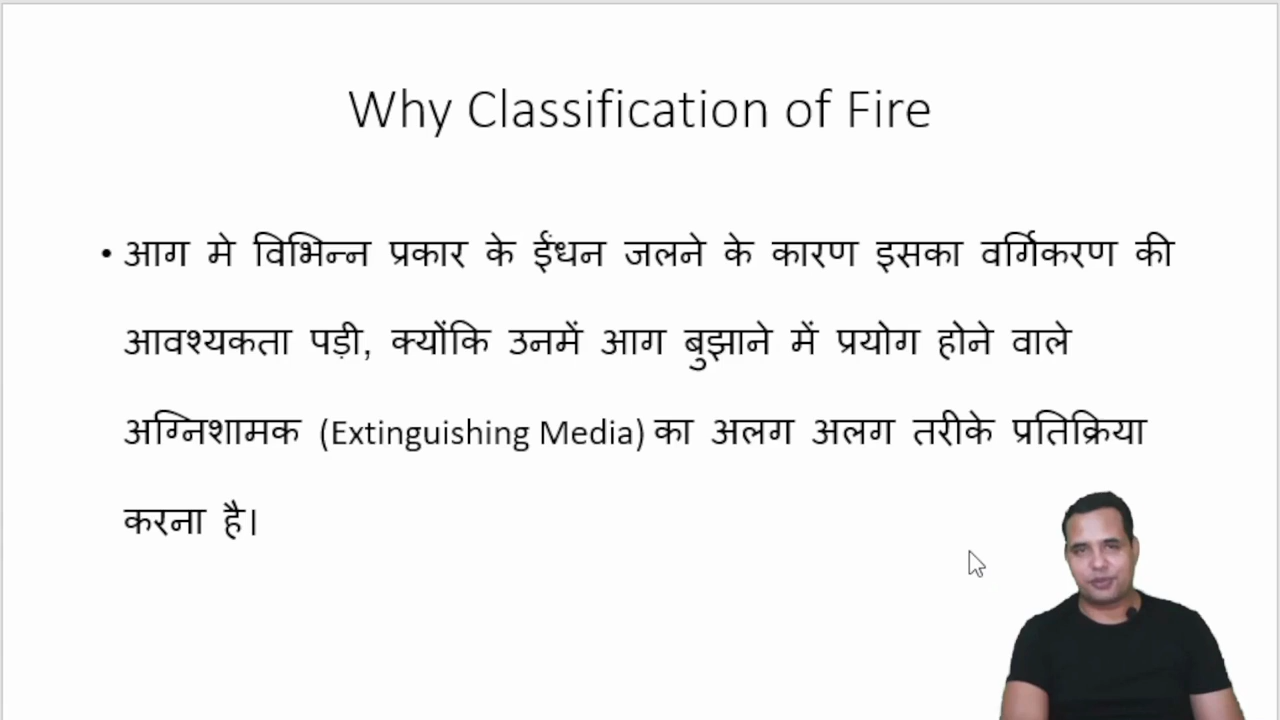 Why Classification of Fire
• आग मे विभिन्न प्रकार के ईंधन जलने के कारण इसका वर्गिकरण की
आवश्यकता पड़ी, क्योंकि उनमें आग बुझाने में प्रयोग होने वाले
अग्निशामक (Extinguishing Media) का अलग अलग तरीके प्रतिक्रिया
करना है।